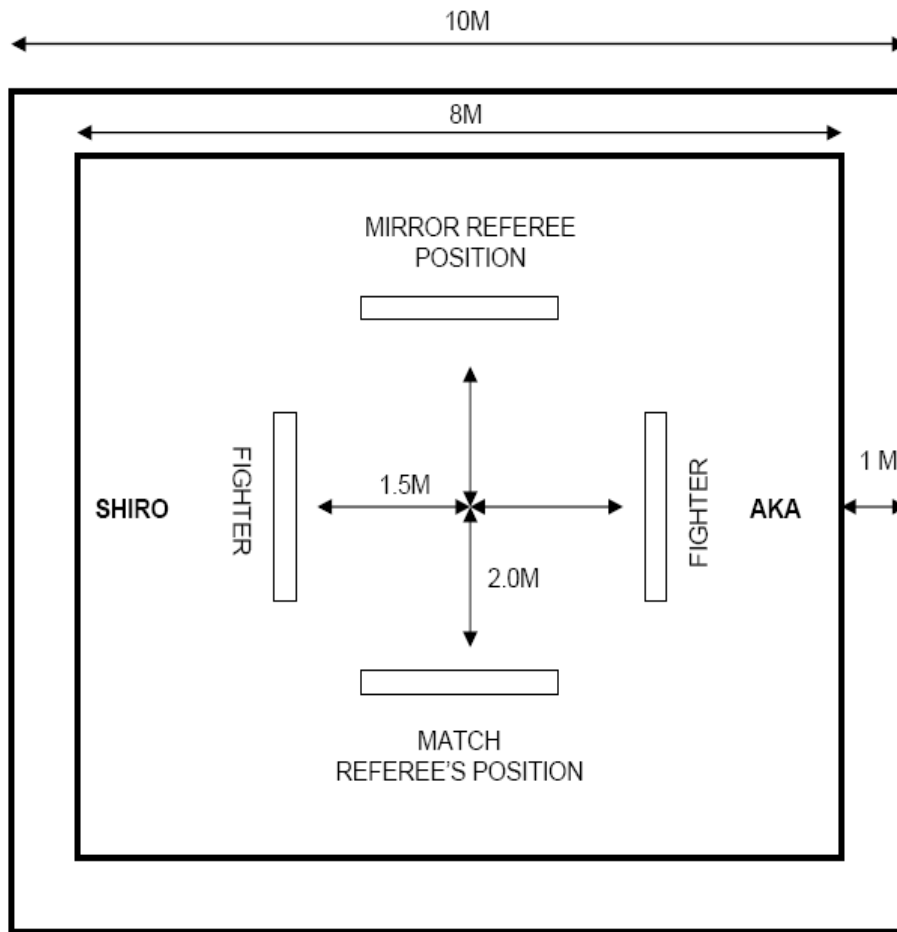 10M
8M
MIRROR REFEREE
POSITION
FIGHTER
1.5M
1 M
SHIRO
AKA
FIGHTER
2.0M
MATCH
REFEREE'S POSITION